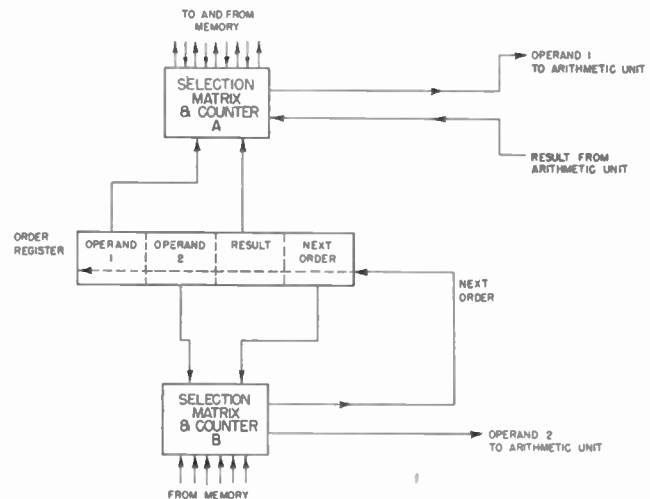 TO AND FROM
MEMORY
SELECTION
MATRIX
& COUNTER
A
OPERAND 1
TO ARITHMETIC UNIT
RESULT FROM
ARITHMETIC UNIT
ORDER
REGISTER
OPERAND
1
OPERAND
2
RESULT
NEXT
ORDER
NEXT
ORDER
SELECTION
MATRIX
& COUNTER
B
OPERAND 2
TO ARITHMETIC UNIT
FROM MEMORY